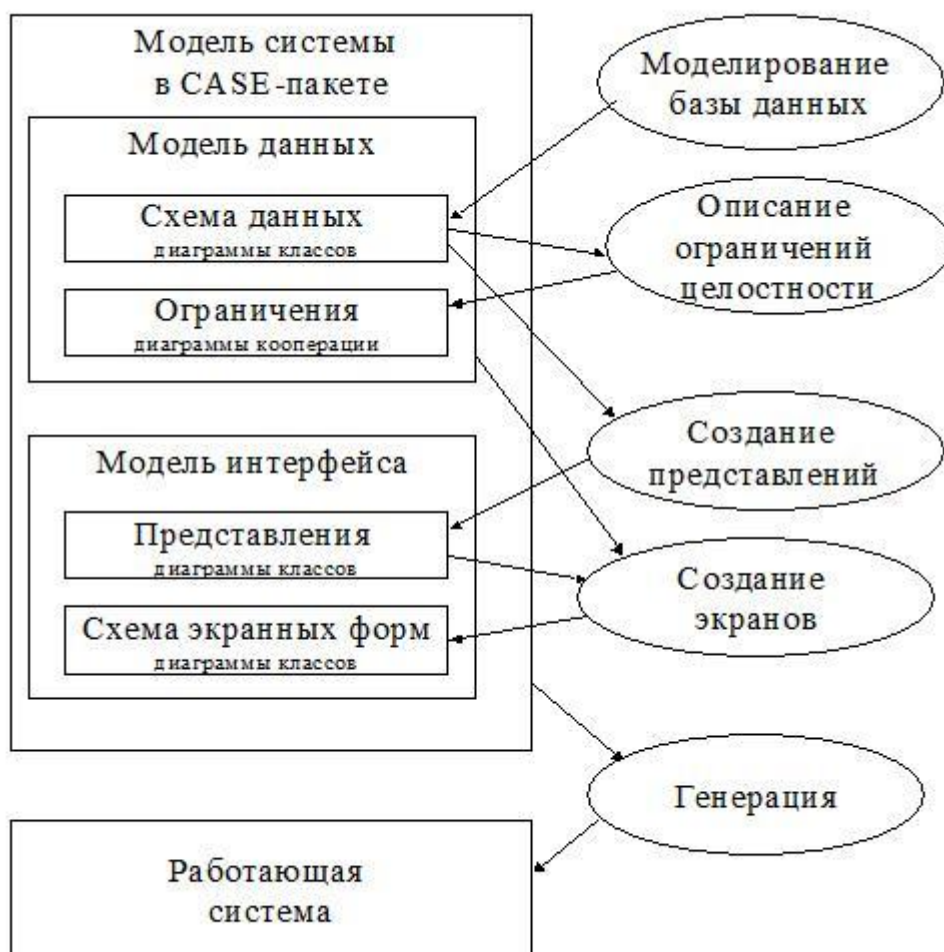 Модель системы
в CASE-пакете
Модель данных
Схема данных
диаграммы классов
Ограничения
диаграммы кооперации
Модель интерфейса
Представления
диаграммы классов
Схема экранных форм
диаграммы классов
Работающая
система
Моделирование
базы данных
Описание
ограничений
целостности
Создание
представлений
Создание
экранов
Генерация